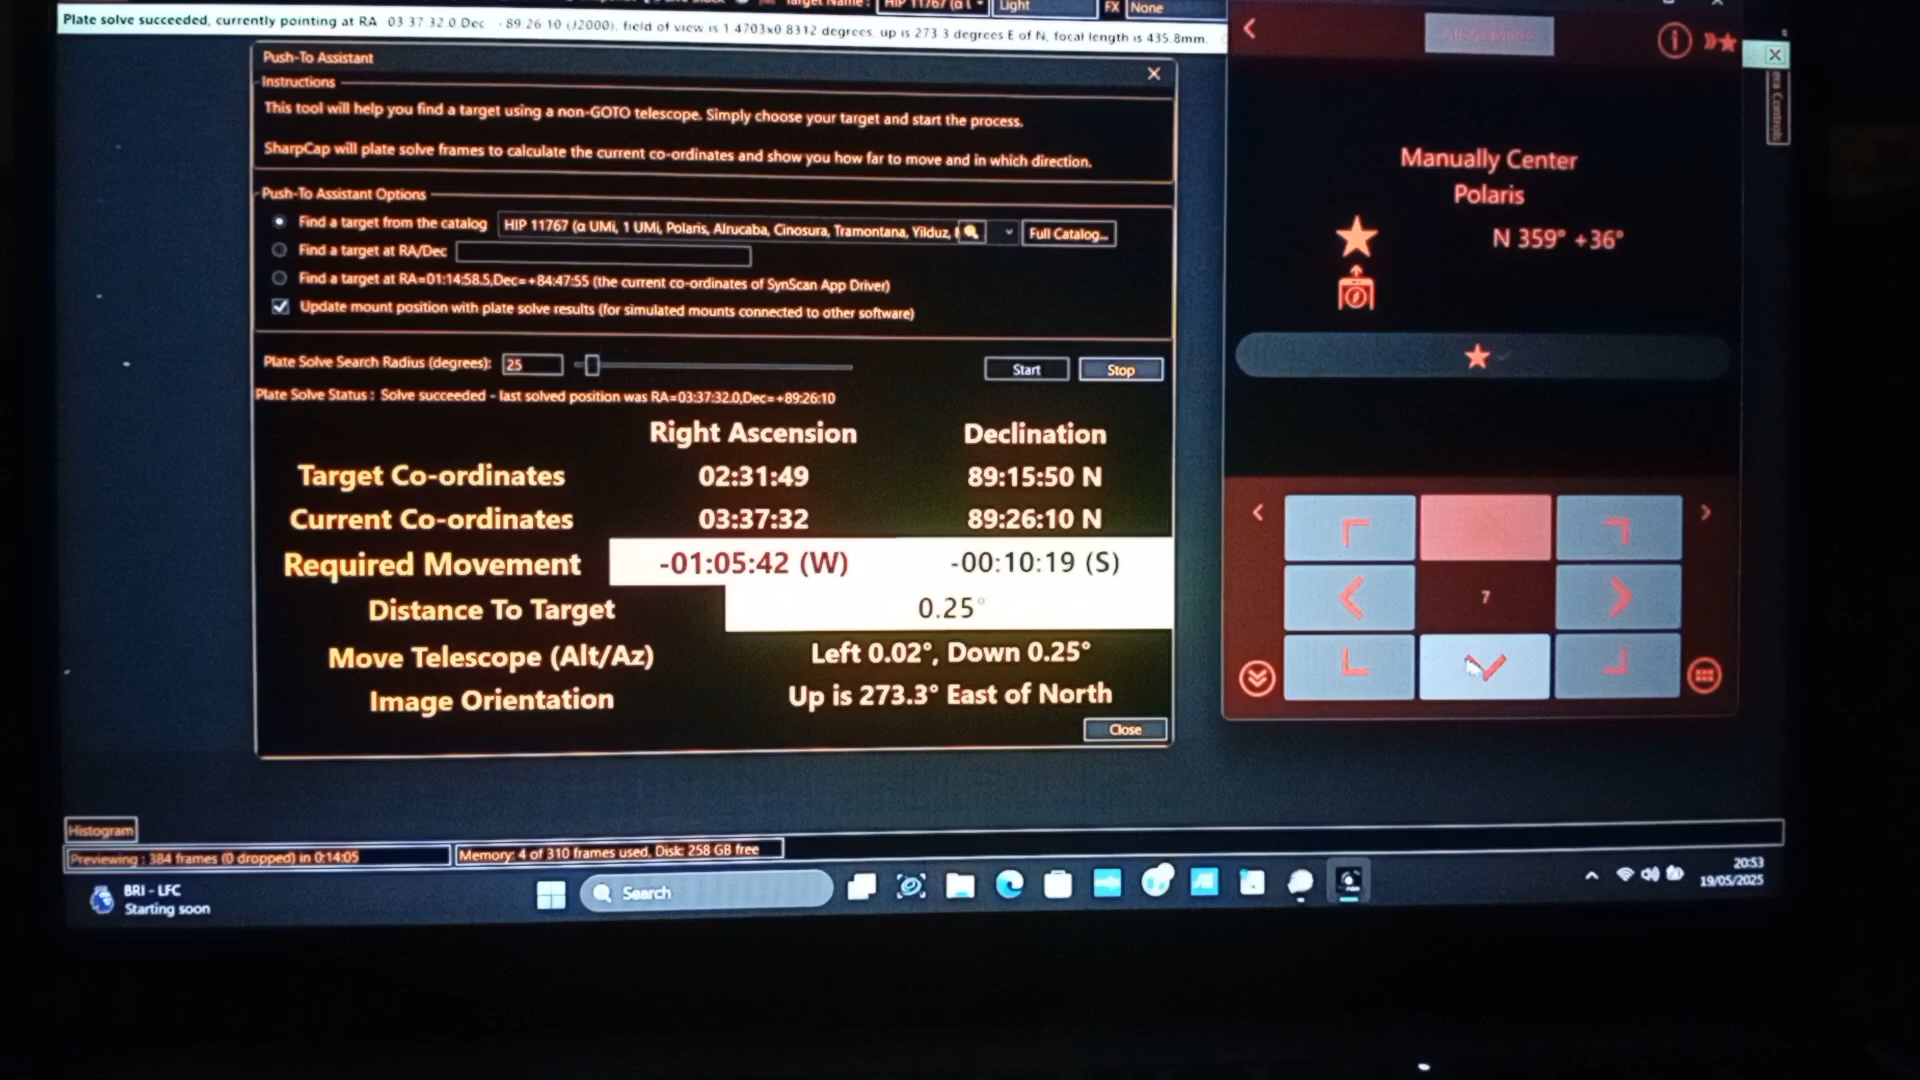 Target Name : HIP 11767 (α U
Light
FX None
Plate solve succeeded, currently pointing at RA 03 37 32.0 Dec +89 26 10 (J2000), field of view is 1.4703x0.8312 degrees, up is 273.3 degrees E of N, focal length is 435.8mm.
Push-To Assistant
Instructions
This tool will help you find a target using a non-GOTO telescope. Simply choose your target and start the process.
SharpCap will plate solve frames to calculate the current co-ordinates and show you how far to move and in which direction.
Push-To Assistant Options
Find a target from the catalog HIP 11767 (α UMi, 1 UMi, Polaris, Alrucaba, Cinosura, Tramontana, Yilduz, Full Catalog...
Find a target at RA/Dec
Find a target at RA=01:14:58.5,Dec=+84:47:55 (the current co-ordinates of SynScan App Driver)
Update mount position with plate solve results (for simulated mounts connected to other software)
Plate Solve Search Radius (degrees): 25 Start Stop
Plate Solve Status : Solve succeeded - last solved position was RA=03:37:32.0,Dec=+89:26:10
Right Ascension Declination
Target Co-ordinates 02:31:49 89:15:50 N
Current Co-ordinates 03:37:32 89:26:10 N
Required Movement -01:05:42 (W) -00:10:19 (S)
Distance To Target 0.25°
Move Telescope (Alt/Az) Left 0.02°, Down 0.25°
Image Orientation Up is 273.3° East of North
Close
Manually Center
Polaris
N 359° +36°
7
Controls
Histogram
Previewing : 384 frames (0 dropped) in 0:14:05
Memory: 4 of 310 frames used, Disk: 258 GB free
BRI - LFC
Starting soon
Search
20:53
19/05/2025